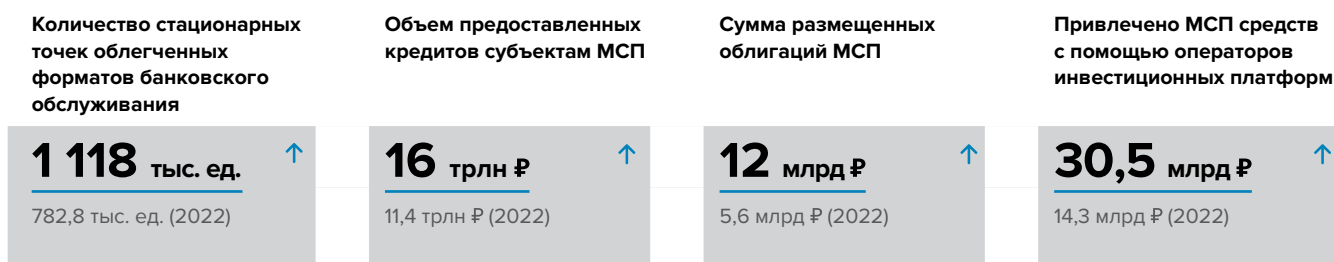 Количество стационарных
точек облегченных
форматов банковского
обслуживания
1 118 тыс. ед.
782,8 тыс. ед. (2022)
Объем предоставленных
кредитов субъектам МСП
16 трлн ₽
11,4 трлн ₽ (2022)
Сумма размещенных
облигаций МСП
12 млрд ₽
5,6 млрд ₽ (2022)
Привлечено МСП средств
с помощью операторов
инвестиционных платформ
30,5 млрд ₽
14,3 млрд ₽ (2022)